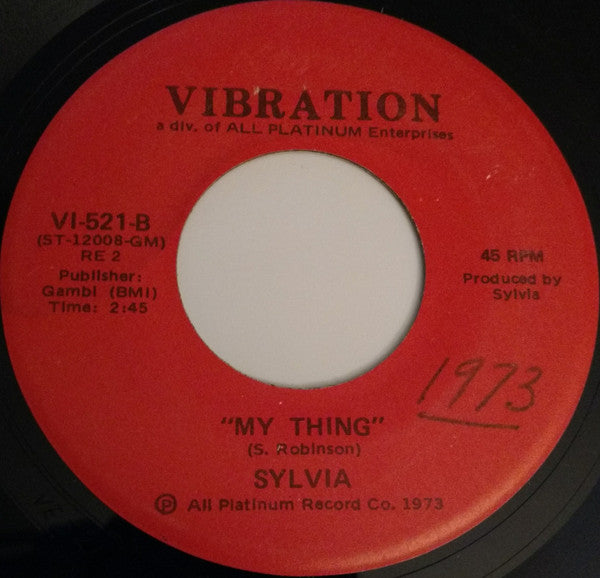 VIBRATION
a div. of ALL PLATINUM Enterprises
VI-521-B
(ST-12008-GM)
RE 2
Publisher:
Gambi (BMI)
Time: 2:45
45 RPM
Produced by
Sylvia
1973
"MY THING"
(S. Robinson)
SYLVIA
Ⓟ All Platinum Record Co. 1973